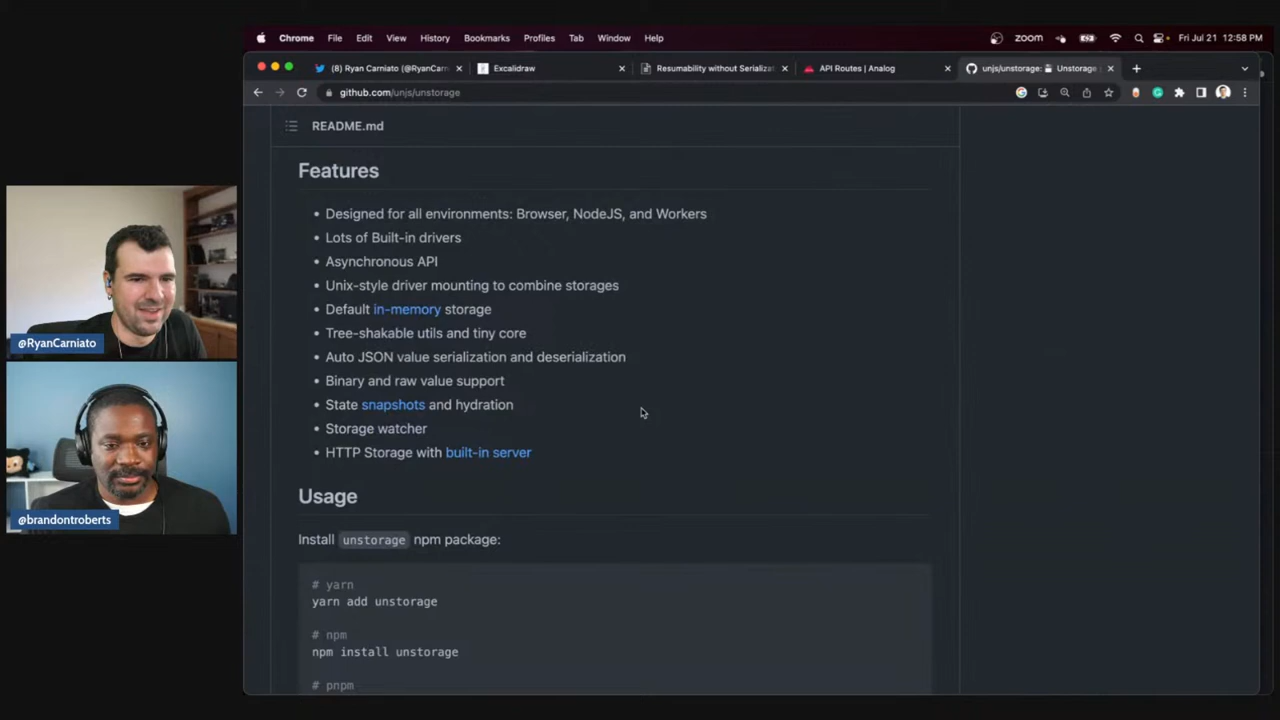 Chrome File Edit View History Bookmarks Profiles Tab Window Help
zoom Fri Jul 21 12:58 PM
(8) Ryan Carniato (@RyanCarn
Excalidraw
Resumability without Serializat
API Routes | Analog
unjs/unstorage: Unstorage
github.com/unjs/unstorage
README.md
Features
Designed for all environments: Browser, NodeJS, and Workers
Lots of Built-in drivers
Asynchronous API
Unix-style driver mounting to combine storages
Default in-memory storage
Tree-shakable utils and tiny core
Auto JSON value serialization and deserialization
Binary and raw value support
State snapshots and hydration
Storage watcher
HTTP Storage with built-in server
Usage
Install unstorage npm package:
# yarn
yarn add unstorage
# npm
npm install unstorage
# pnpm
@RyanCarniato
@brandontroberts